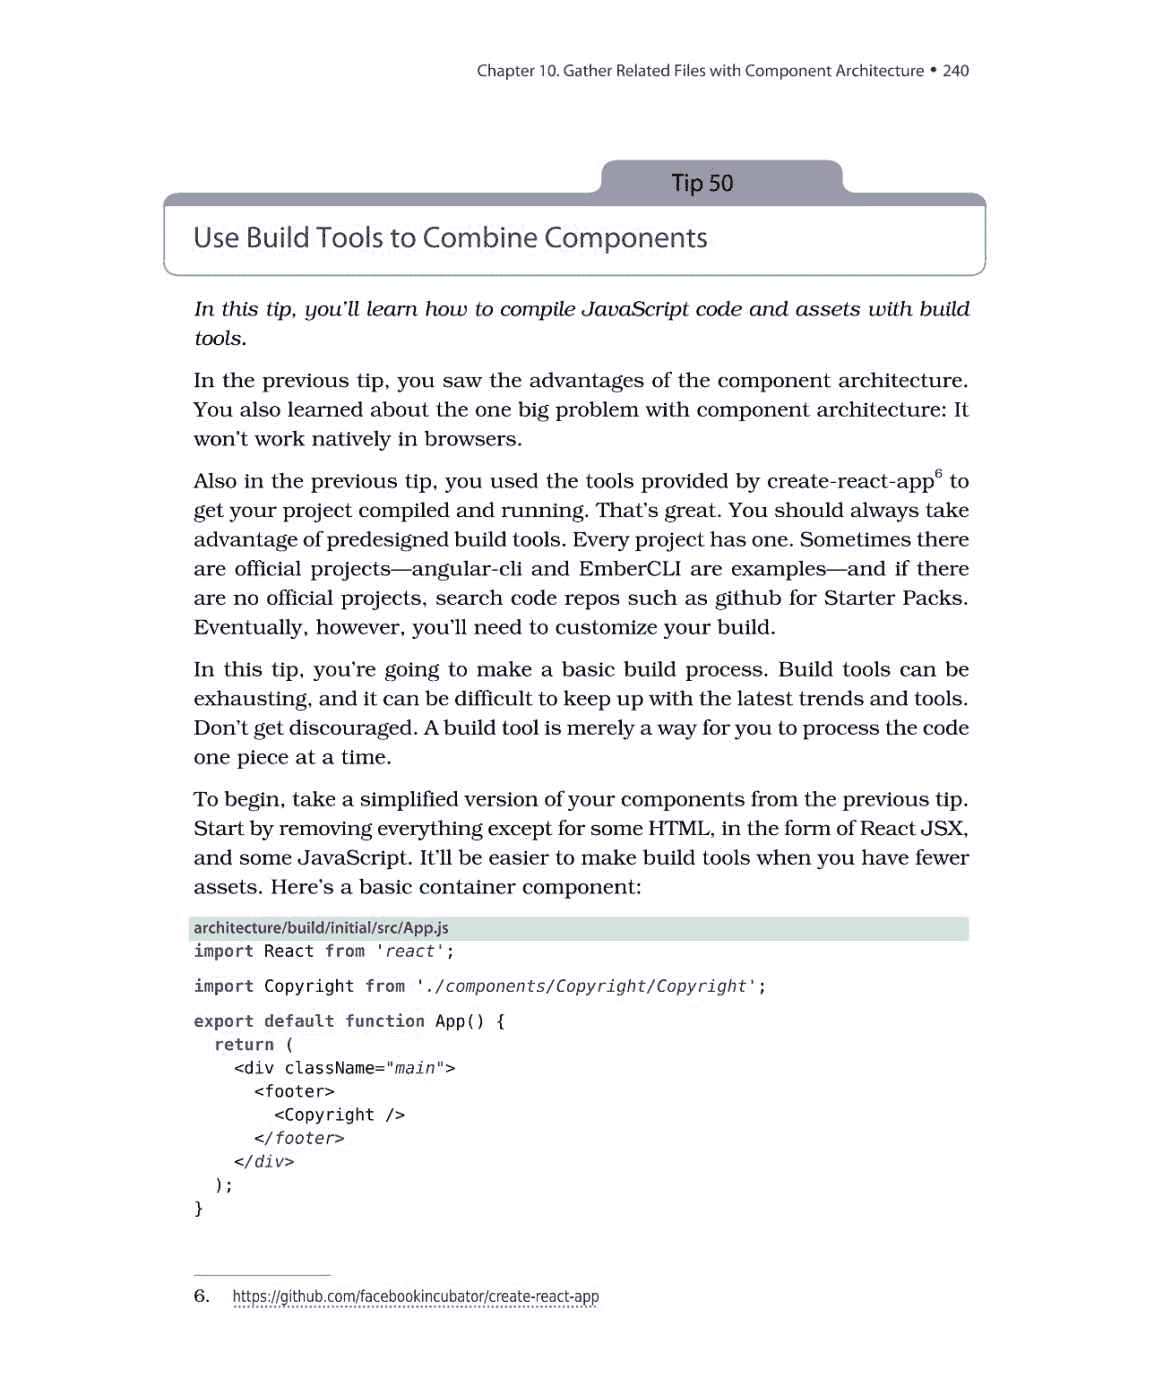 Chapter 10. Gather Related Files with Component Architecture • 240
Tip 50
Use Build Tools to Combine Components
In this tip, you'll learn how to compile JavaScript code and assets with build
tools.
In the previous tip, you saw the advantages of the component architecture.
You also learned about the one big problem with component architecture: It
won't work natively in browsers.
Also in the previous tip, you used the tools provided by create-react-app6 to
get your project compiled and running. That's great. You should always take
advantage of predesigned build tools. Every project has one. Sometimes there
are official projects—angular-cli and EmberCLI are examples—and if there
are no official projects, search code repos such as github for Starter Packs.
Eventually, however, you'll need to customize your build.
In this tip, you're going to make a basic build process. Build tools can be
exhausting, and it can be difficult to keep up with the latest trends and tools.
Don't get discouraged. A build tool is merely a way for you to process the code
one piece at a time.
To begin, take a simplified version of your components from the previous tip.
Start by removing everything except for some HTML, in the form of React JSX,
and some JavaScript. It'll be easier to make build tools when you have fewer
assets. Here's a basic container component:
architecture/build/initial/src/App.js
import React from 'react';
import Copyright from './components/Copyright/Copyright';
export default function App() {
  return (
    <div className="main">
      <footer>
        <Copyright />
      </footer>
    </div>
  );
}
6. https://github.com/facebookincubator/create-react-app